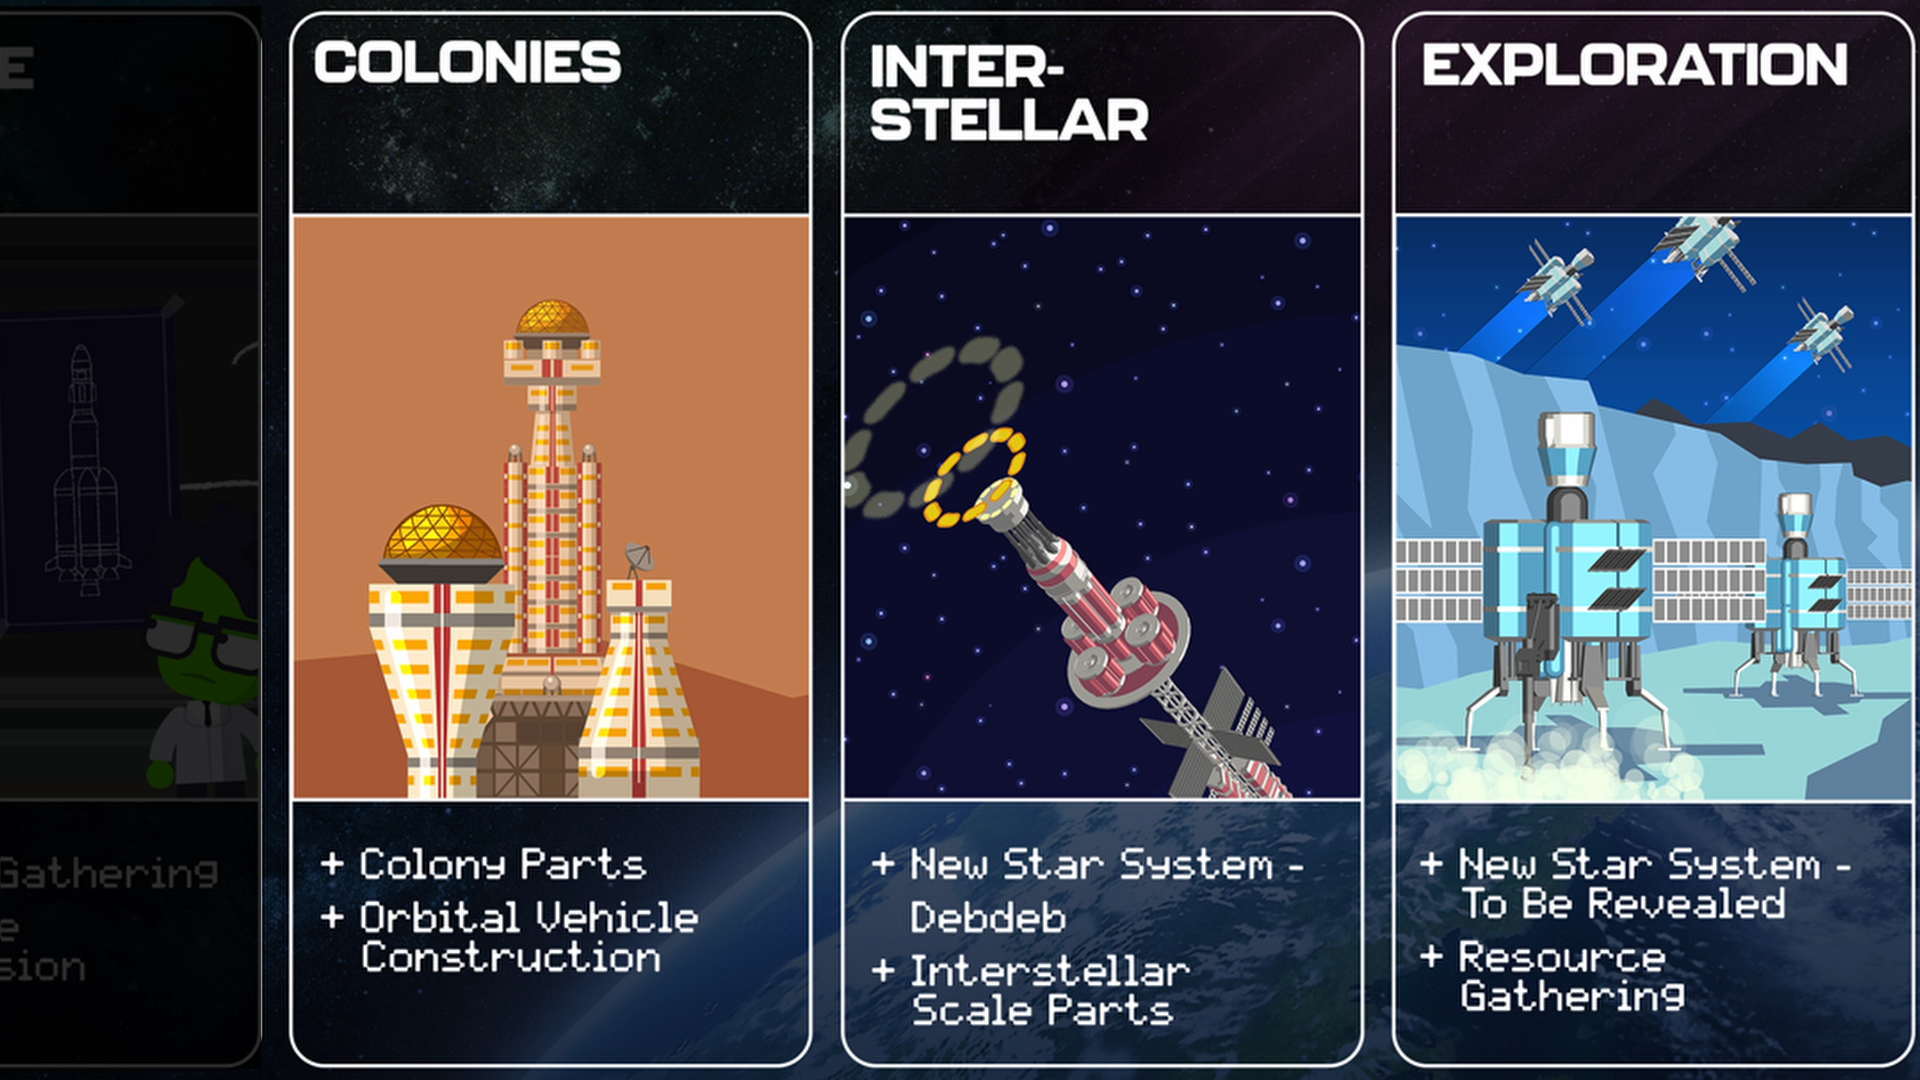 E
Gathering
e
sion
COLONIES
+ Colony Parts
+ Orbital Vehicle
Construction
INTER-
STELLAR
+ New Star System -
Debdeb
+ Interstellar
Scale Parts
EXPLORATION
+ New Star System -
To Be Revealed
+ Resource
Gathering